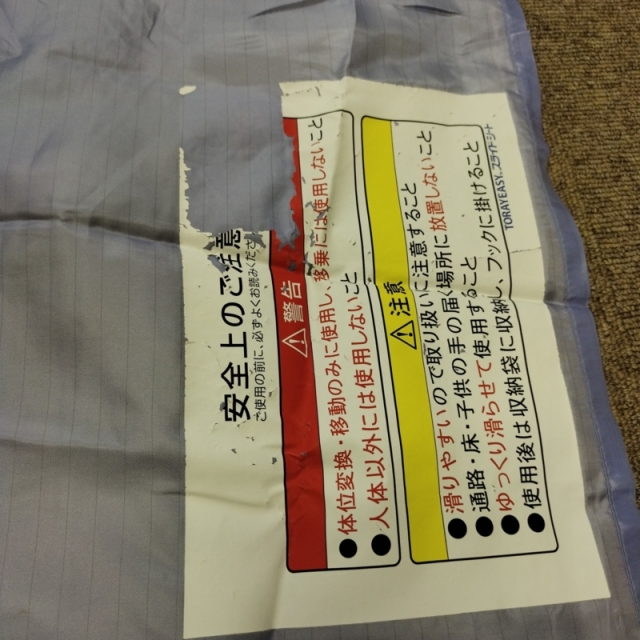 安全上のご注意
ご使用の前に、必ずよくお読みください
警告
●体位変換・移動のみに使用し、移乗には使用しないこと
●人体以外には使用しないこと
注意
●滑りやすいので取り扱いに注意すること
●通路・床・子供の手の届く場所に放置しないこと
●ゆっくり滑らせて使用すること
●使用後は収納袋に収納し、フックに掛けること
TORAYEASY スライドシート